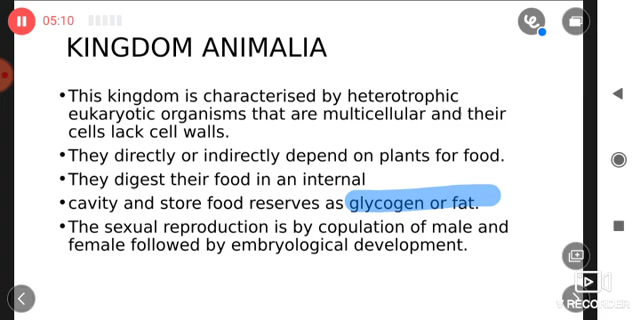 05:10
KINGDOM ANIMALIA
•This kingdom is characterised by heterotrophic
eukaryotic organisms that are multicellular and their
cells lack cell walls.
•They directly or indirectly depend on plants for food.
•They digest their food in an internal
•cavity and store food reserves as glycogen or fat.
•The sexual reproduction is by copulation of male and
female followed by embryological development.
V RECORDER